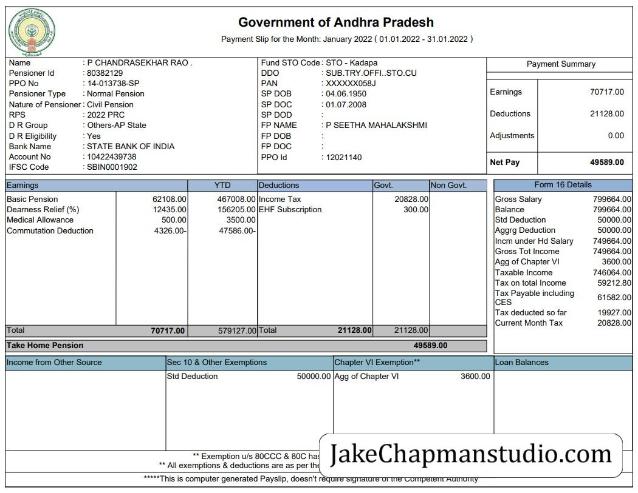 Government of Andhra Pradesh
Payment Slip for the Month: January 2022 ( 01.01.2022 - 31.01.2022 )
Name : P CHANDRASEKHAR RAO . Fund STO Code: STO - Kadapa Payment Summary
Pensioner Id : 80382129 DDO : SUB.TRY.OFFI..STO.CU
PPO No : 14-013738-SP PAN : XXXXXX058J
Pensioner Type : Normal Pension SP DOB : 04.06.1950 Earnings 70717.00
Nature of Pensioner: Civil Pension SP DOC : 01.07.2008
RPS : 2022 PRC SP DOD : Deductions 21128.00
D R Group : Others-AP State FP NAME : P SEETHA MAHALAKSHMI
D R Eligibility : Yes FP DOB : Adjustments 0.00
Bank Name : STATE BANK OF INDIA FP DOC :
Account No : 10422439738 PPO Id : 12021140 Net Pay 49589.00
IFSC Code : SBIN0001902
Earnings YTD Deductions Govt. Non Govt. Form 16 Details
Basic Pension 62108.00 467008.00 Income Tax 20828.00 Gross Salary 799664.00
Dearness Relief (%) 12435.00 156205.00 EHF Subscription 300.00 Balance 799664.00
Medical Allowance 500.00 3500.00 Std Deduction 50000.00
Commutation Deduction 4326.00- 47586.00- Aggrg Deduction 50000.00
Incm under Hd Salary 749664.00
Gross Tot Income 749664.00
Agg of Chapter VI 3600.00
Taxable Income 746064.00
Tax on total Income 59212.80
Tax Payable including CES 61582.00
Tax deducted so far 19927.00
Current Month Tax 20828.00
Total 70717.00 579127.00 Total 21128.00 21128.00
Take Home Pension 49589.00
Income from Other Source Sec 10 & Other Exemptions Chapter VI Exemption** Loan Balances
Std Deduction 50000.00 Agg of Chapter VI 3600.00
** Exemption u/s 80CCC & 80C has
** All exemptions & deductions are as per the
JakeChapmanstudio.com
*****This is computer generated Payslip, doesn't require signature of the Competent Authority